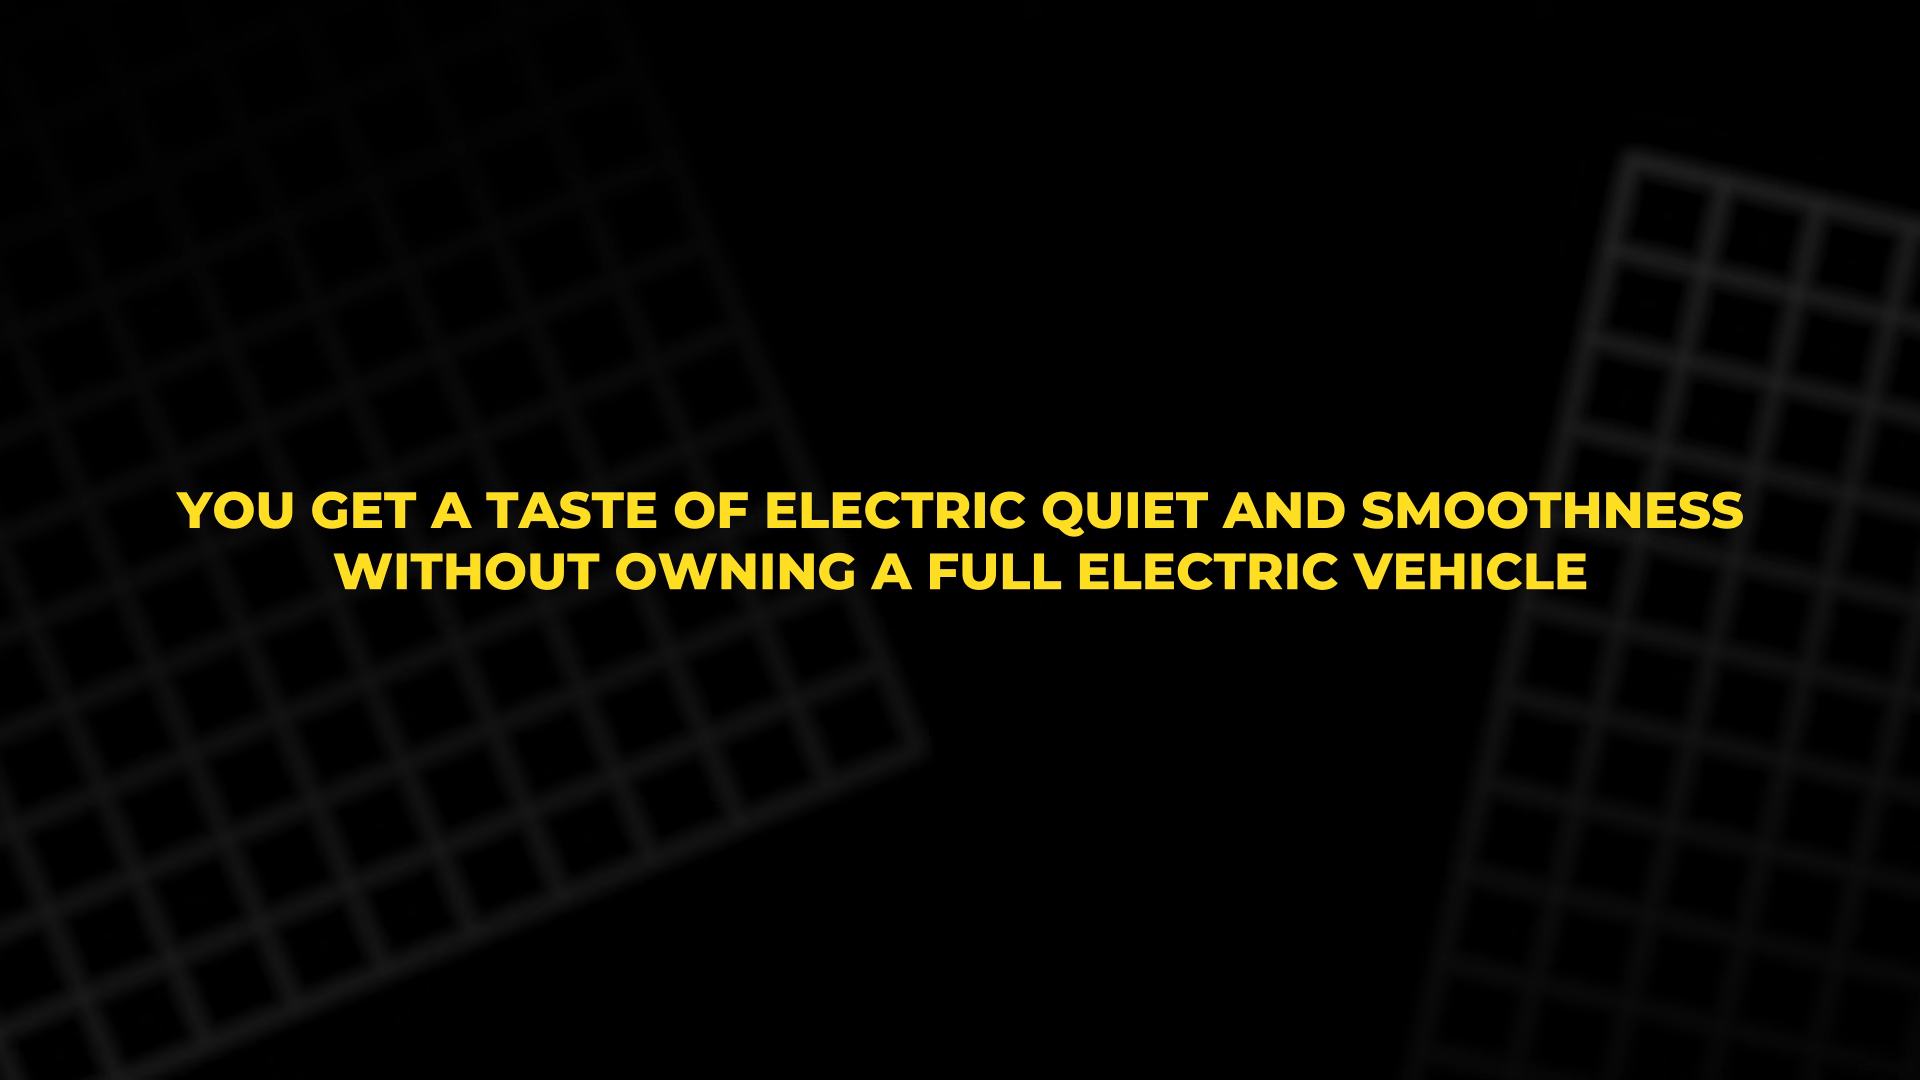 YOU GET A TASTE OF ELECTRIC QUIET AND SMOOTHNESS
WITHOUT OWNING A FULL ELECTRIC VEHICLE